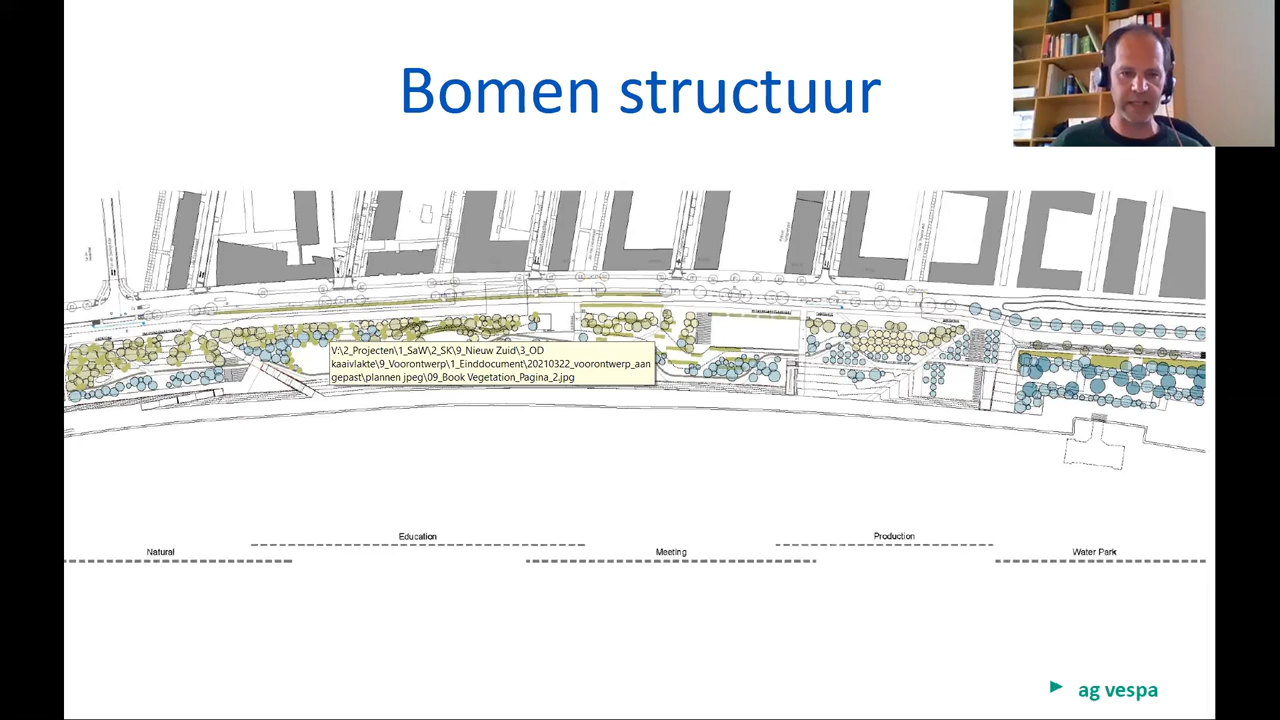 Bomen structuur
V:\2_Projecten\1_SaW\2_SK\9_Nieuw Zuid\3_OD
kaaivlakte\9_Voorontwerp\1_Einddocument\20210322_voorontwerp_aan
gepast\plannen jpeg\09_Book Vegetation_Pagina_2.jpg
Education
Production
Natural
Meeting
Water Park
ag vespa